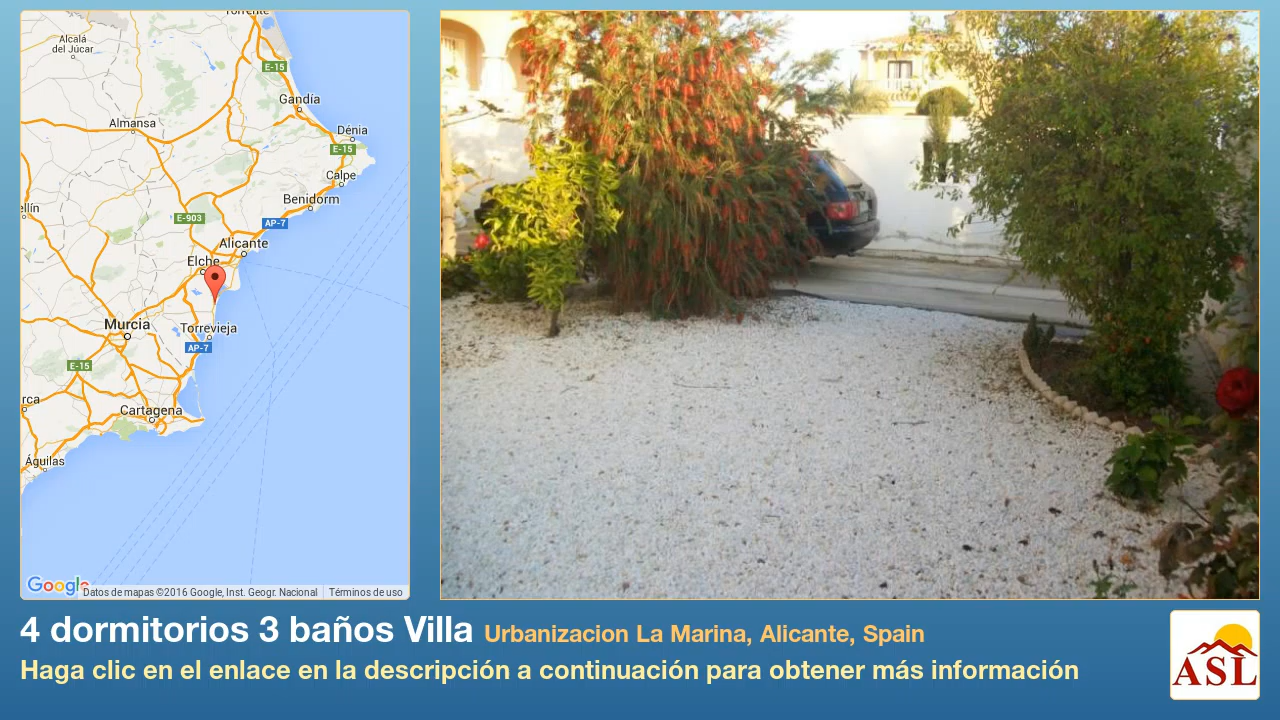 Torrente
Alcalá
del Júcar
E-15
Gandía
Almansa
Dénia
E-15
Calpe
ellín
Benidorm
E-903
AP-7
Alicante
Elche
Murcia
Torrevieja
AP-7
E-15
rca
Cartagena
Águilas
Google
Datos de mapas ©2016 Google, Inst. Geogr. Nacional
Términos de uso
4 dormitorios 3 baños Villa Urbanizacion La Marina, Alicante, Spain
Haga clic en el enlace en la descripción a continuación para obtener más información
ASL